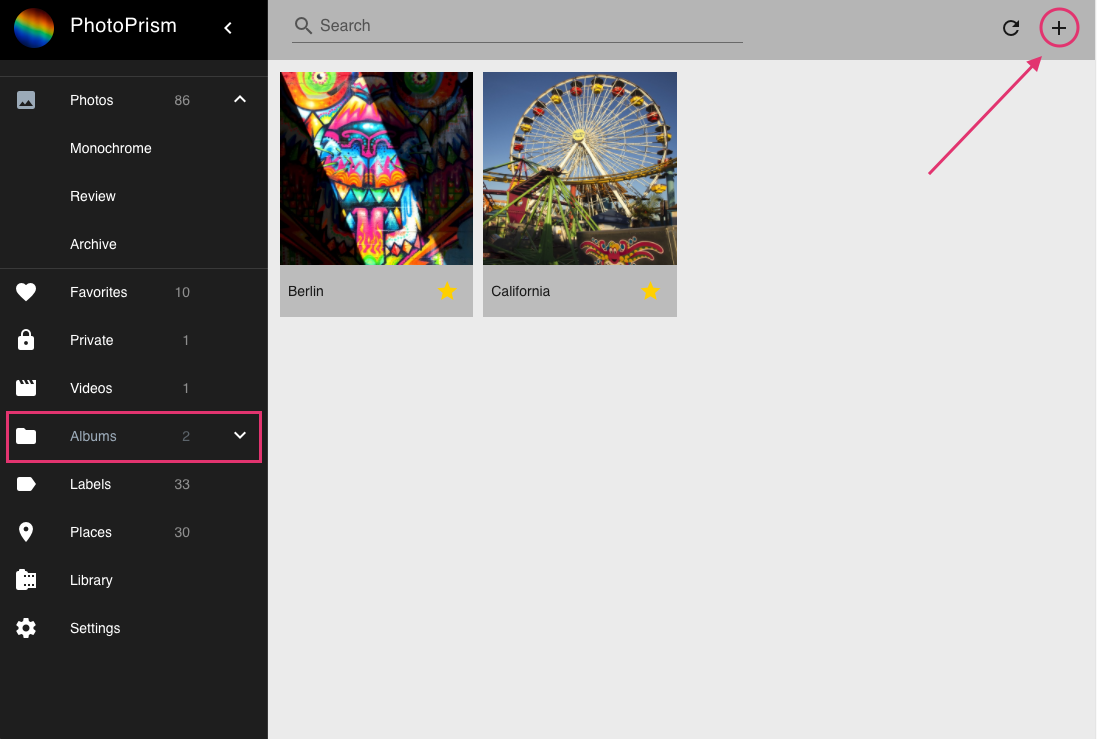 PhotoPrism
Search
Photos 86
Monochrome
Review
Archive
Favorites 10
Private 1
Videos 1
Albums 2
Labels 33
Places 30
Library
Settings
Berlin
California